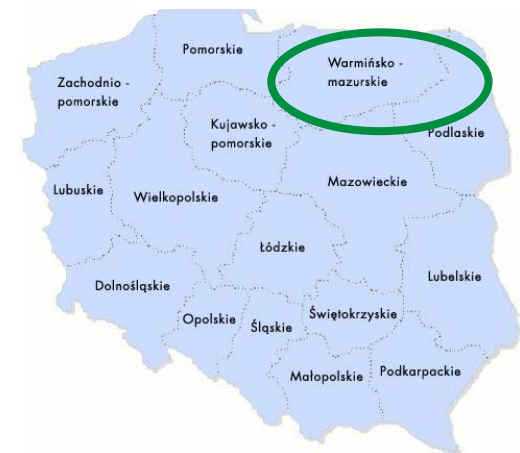 Pomorskie
Warmińsko -
mazurskie
Zachodnio -
pomorskie
Kujawsko -
pomorskie
Podlaskie
Mazowieckie
Lubuskie
Wielkopolskie
Łódzkie
Lubelskie
Dolnośląskie
Opolskie
Śląskie
Świętokrzyskie
Małopolskie
Podkarpackie